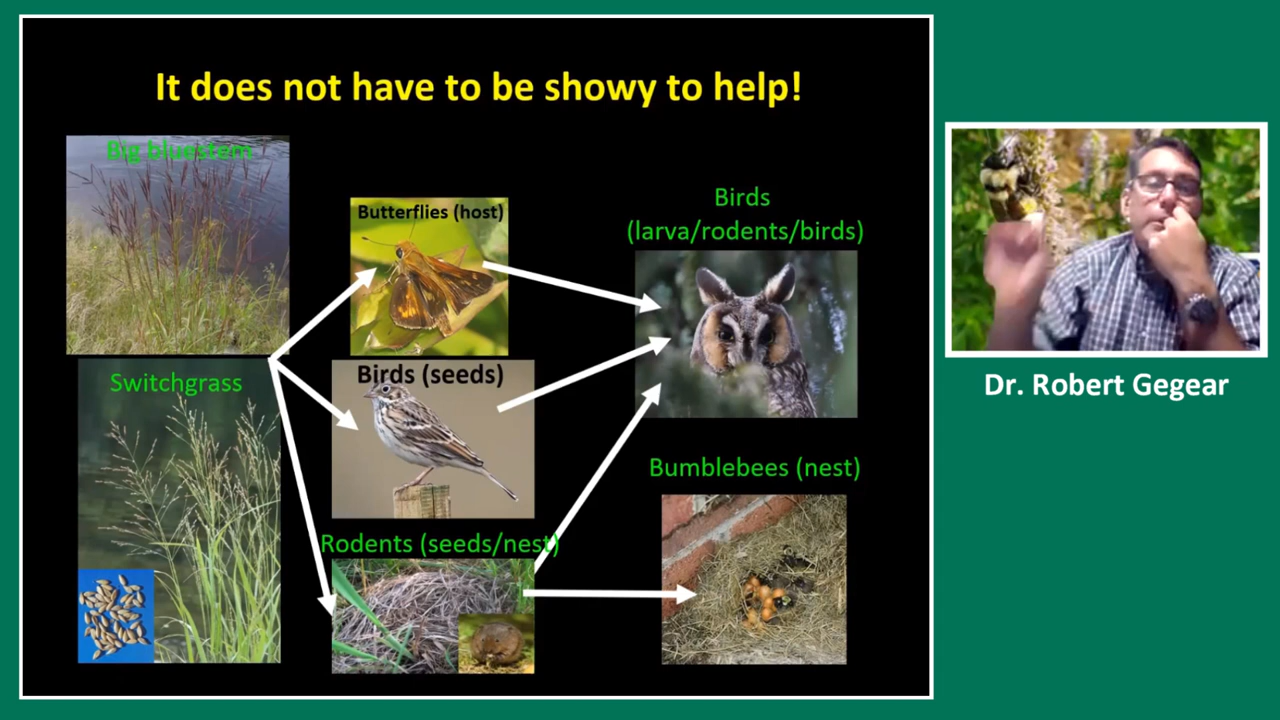 It does not have to be showy to help!
Big bluestem
Butterflies (host)
Birds
(larva/rodents/birds)
Switchgrass
Birds (seeds)
Bumblebees (nest)
Rodents (seeds/nest)
Dr. Robert Gegear